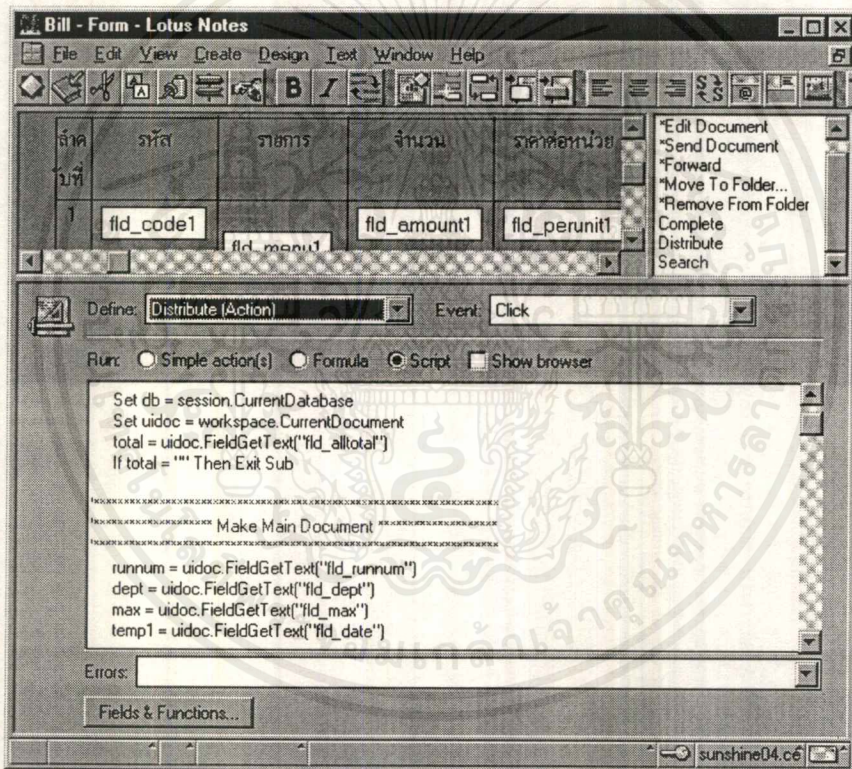 Bill - Form - Lotus Notes
File Edit View Create Design Text Window Help
ลำดับที่ รหัส รายการ จำนวน ราคาต่อหน่วย
1 fld_code1 fld_menu1 fld_amount1 fld_perunit1
*Edit Document
*Send Document
*Forward
*Move To Folder...
*Remove From Folder
Complete
Distribute
Search
Define: Distribute (Action) Event: Click
Run: Simple action(s) Formula Script Show browser
Set db = session.CurrentDatabase
Set uidoc = workspace.CurrentDocument
total = uidoc.FieldGetText("fld_alltotal")
If total = "" Then Exit Sub
Make Main Document
runnum = uidoc.FieldGetText("fld_runnum")
dept = uidoc.FieldGetText("fld_dept")
max = uidoc.FieldGetText("fld_max")
temp1 = uidoc.FieldGetText("fld_date")
Errors:
Fields & Functions...
sunshine04.ce